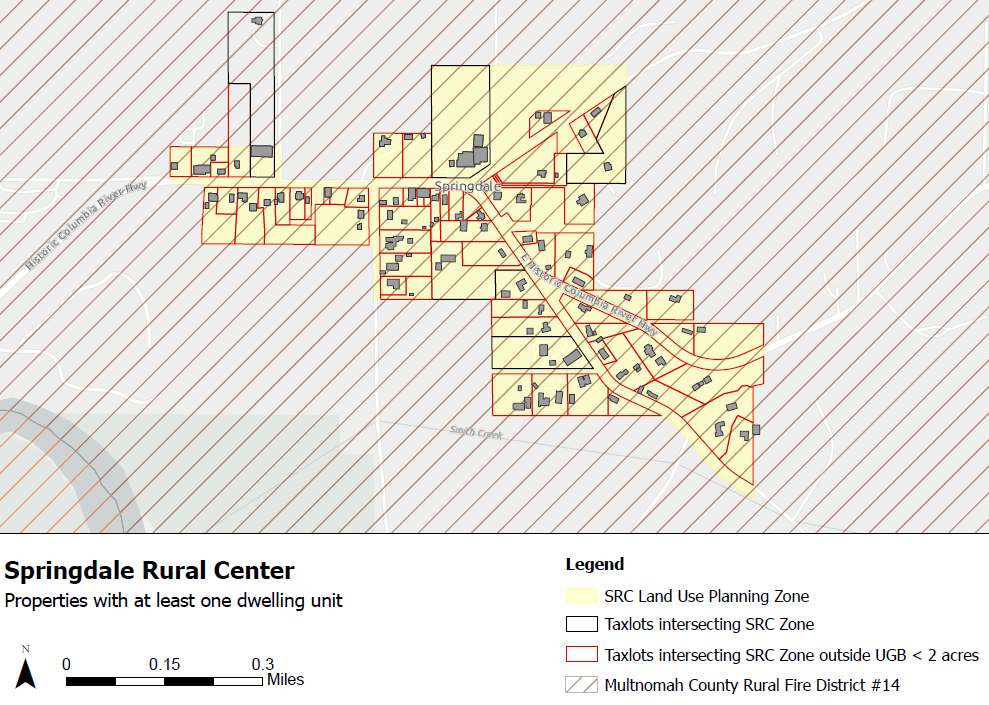 Springdale
Historic Columbia River Hwy
E Historic Columbia River Hwy
Smith Creek
Springdale Rural Center
Properties with at least one dwelling unit
N
0 0.15 0.3
Miles
Legend
SRC Land Use Planning Zone
Taxlots intersecting SRC Zone
Taxlots intersecting SRC Zone outside UGB < 2 acres
Multnomah County Rural Fire District #14